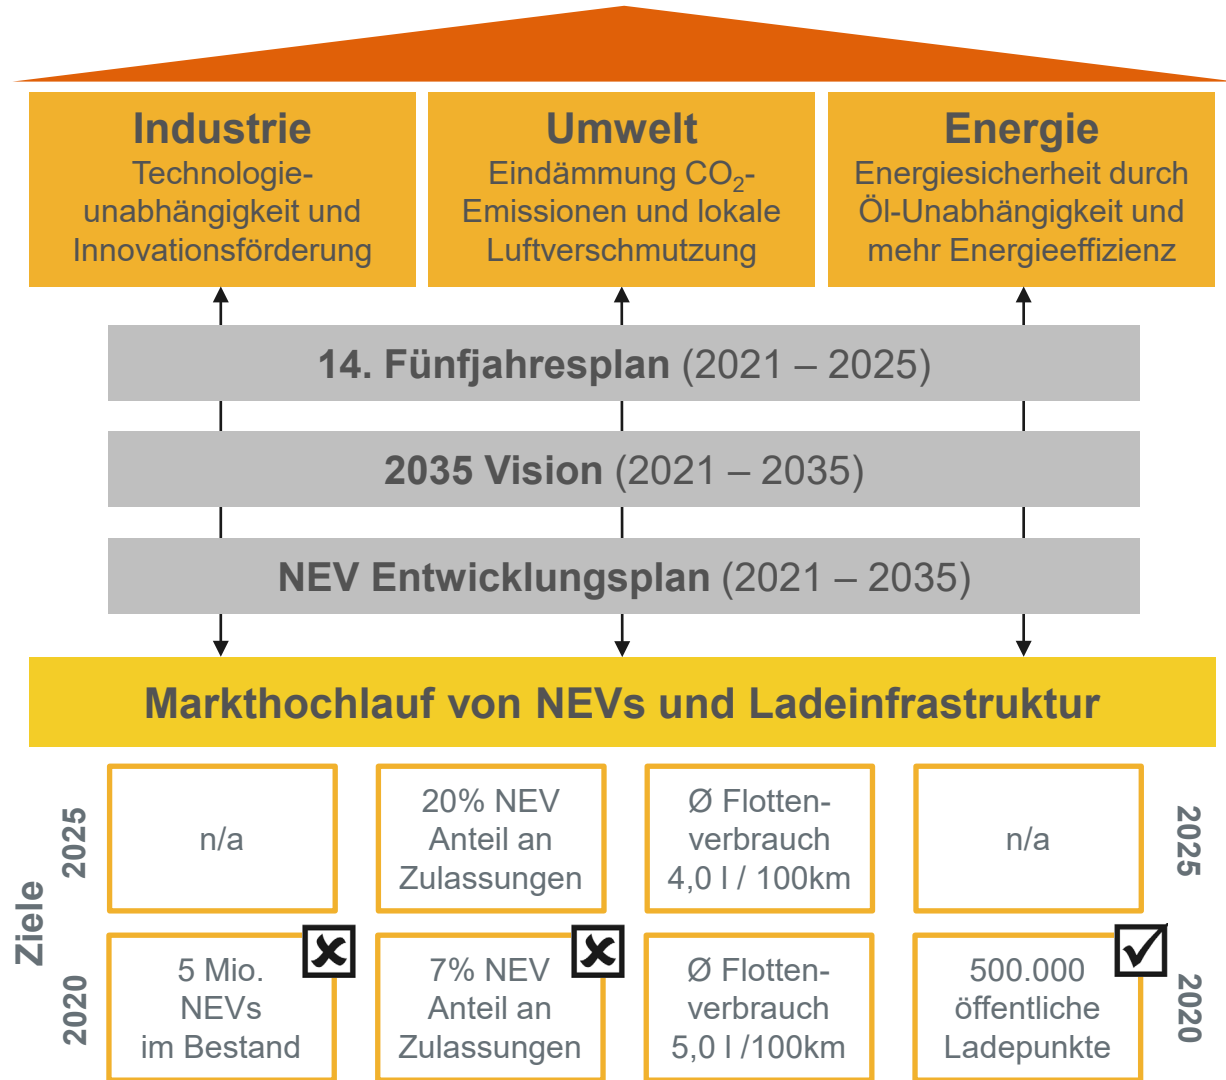 Industrie
Technologie-
unabhängigkeit und
Innovationsförderung
Umwelt
Eindämmung CO₂-
Emissionen und lokale
Luftverschmutzung
Energie
Energiesicherheit durch
Öl-Unabhängigkeit und
mehr Energieeffizienz
14. Fünfjahresplan (2021 – 2025)
2035 Vision (2021 – 2035)
NEV Entwicklungsplan (2021 – 2035)
Markthochlauf von NEVs und Ladeinfrastruktur
Ziele
2025
n/a
20% NEV
Anteil an
Zulassungen
Ø Flotten-
verbrauch
4,0 l / 100km
n/a
2025
2020
5 Mio.
NEVs
im Bestand
7% NEV
Anteil an
Zulassungen
Ø Flotten-
verbrauch
5,0 l /100km
500.000
öffentliche
Ladepunkte
2020